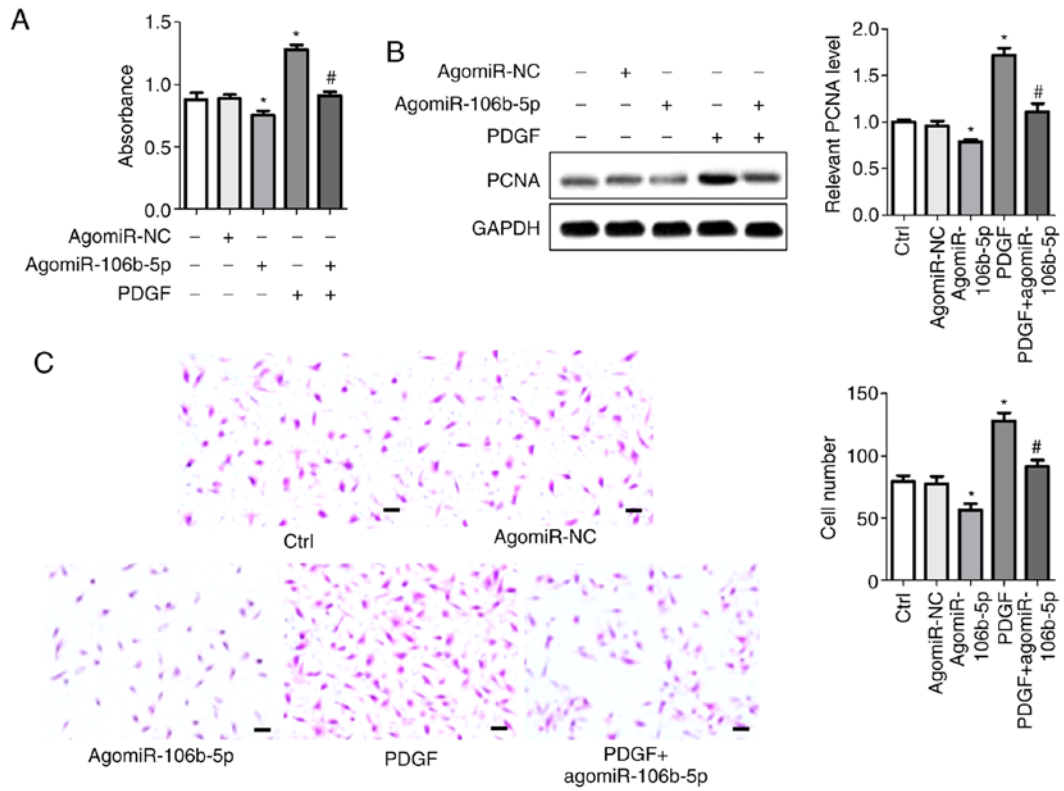 A
Absorbance
1.5
1.0
0.5
0.0
AgomiR-NC – + – – –
AgomiR-106b-5p – – + – +
PDGF – – – + +
*
*
#
B
AgomiR-NC – + – – –
AgomiR-106b-5p – – + – +
PDGF – – – + +
PCNA
GAPDH
Relevant PCNA level
2.0
1.5
1.0
0.5
0.0
*
*
#
Ctrl
AgomiR-NC
AgomiR-
106b-5p
PDGF
PDGF+agomiR-
106b-5p
C
Ctrl
AgomiR-NC
AgomiR-106b-5p
PDGF
PDGF+
agomiR-106b-5p
Cell number
150
100
50
0
*
*
#
Ctrl
AgomiR-NC
AgomiR-
106b-5p
PDGF
PDGF+agomiR-
106b-5p